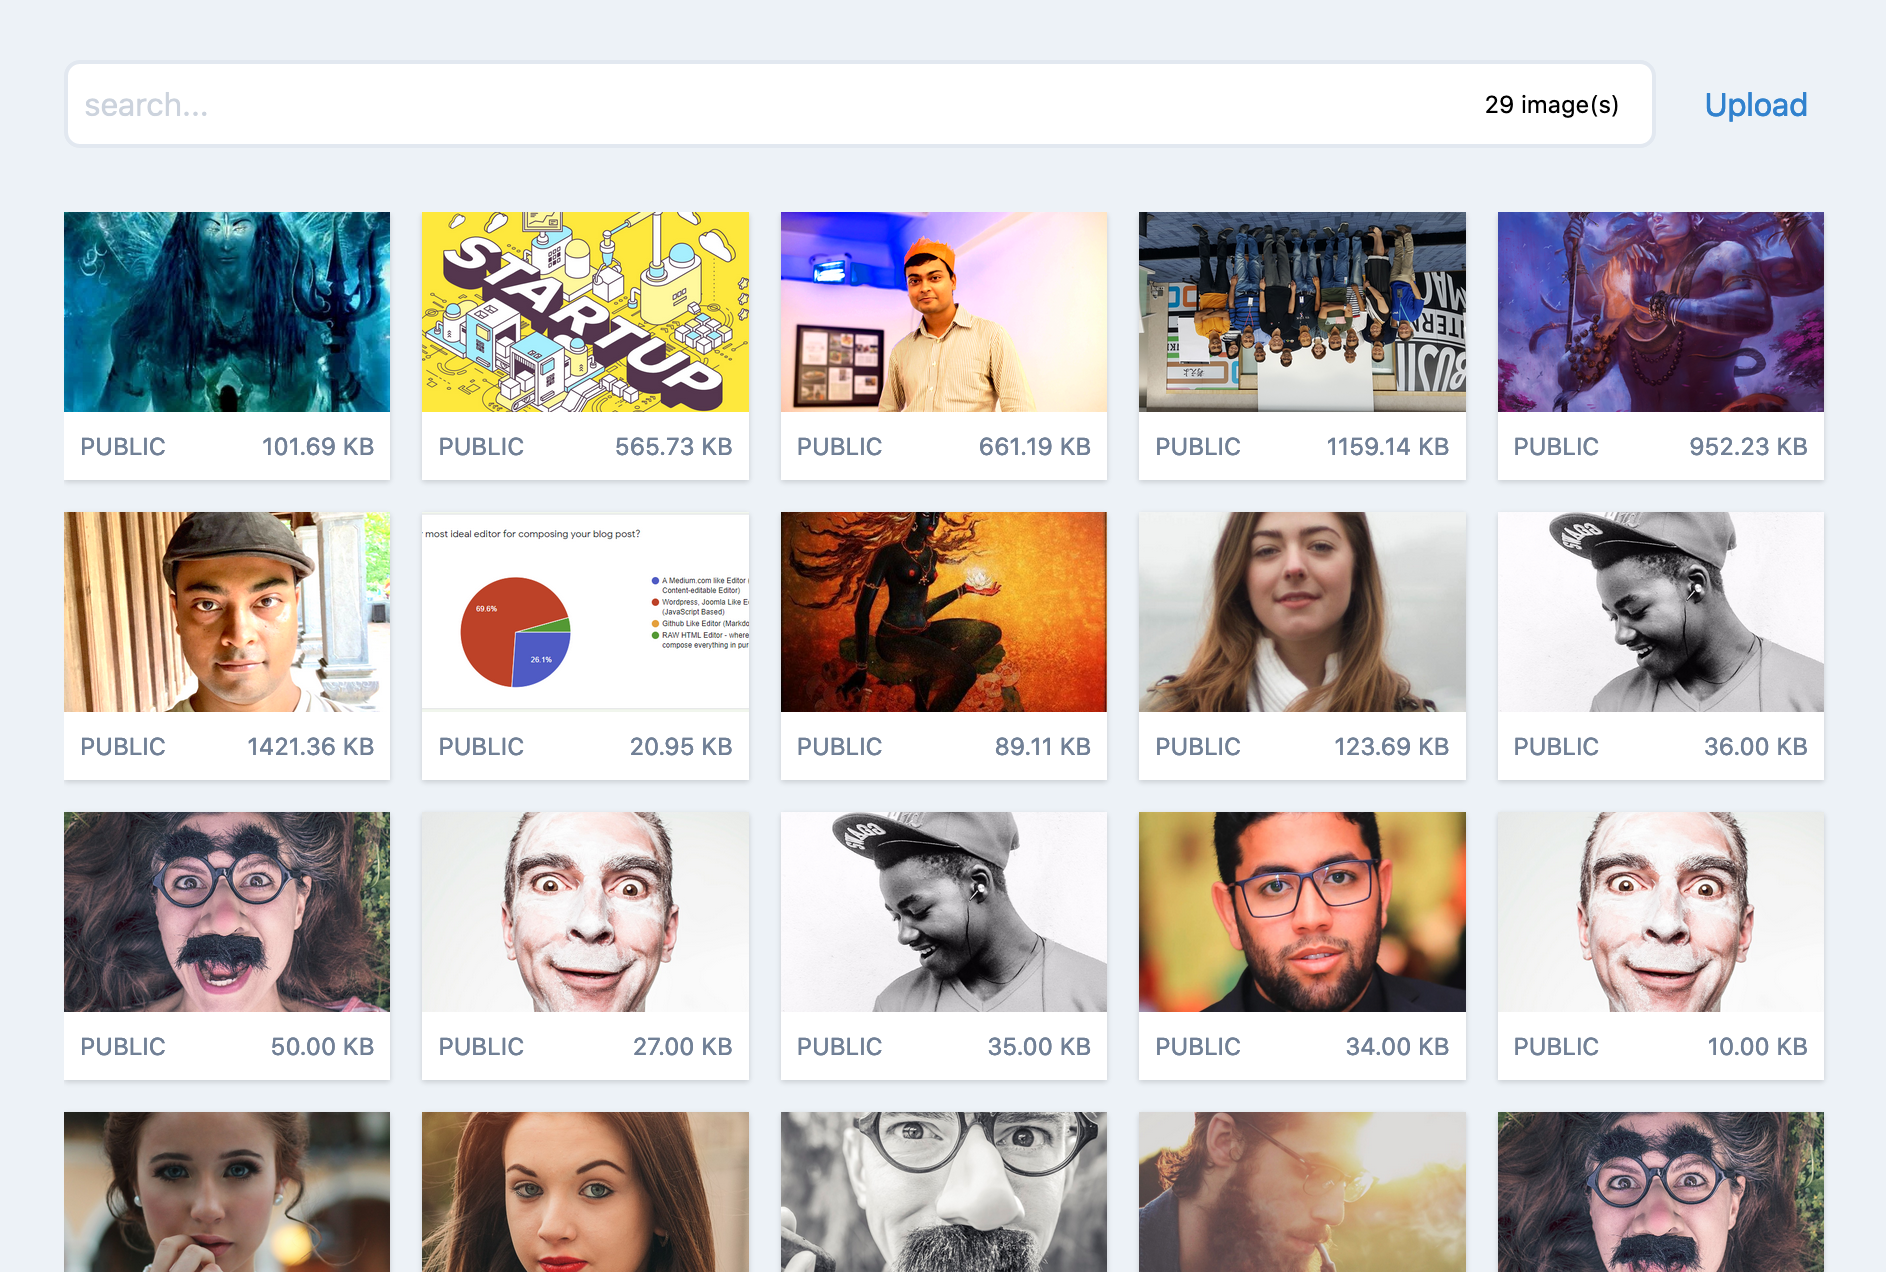 search...
29 image(s)
Upload
STARTUP
PUBLIC 101.69 KB
PUBLIC 565.73 KB
PUBLIC 661.19 KB
PUBLIC 1159.14 KB
PUBLIC 952.23 KB
most ideal editor for composing your blog post?
69.6%
26.1%
A Medium.com like Editor
Content-editable Editor)
Wordpress, Joomla Like E
(JavaScript Based)
Github Like Editor (Markdo
RAW HTML Editor - where
compose everything in pur
SWAGG
PUBLIC 1421.36 KB
PUBLIC 20.95 KB
PUBLIC 89.11 KB
PUBLIC 123.69 KB
PUBLIC 36.00 KB
SWAGG
PUBLIC 50.00 KB
PUBLIC 27.00 KB
PUBLIC 35.00 KB
PUBLIC 34.00 KB
PUBLIC 10.00 KB